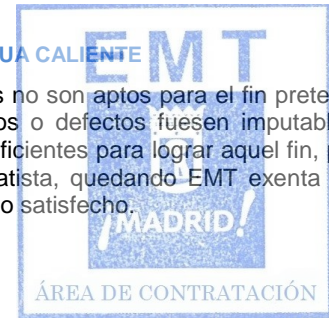 UA CALIENTE
s no son aptos para el fin prete
os o defectos fuesen imputabl
ficientes para lograr aquel fin, p
atista, quedando EMT exenta
o satisfecho.
EMT
¡MADRID!
ÁREA DE CONTRATACIÓN